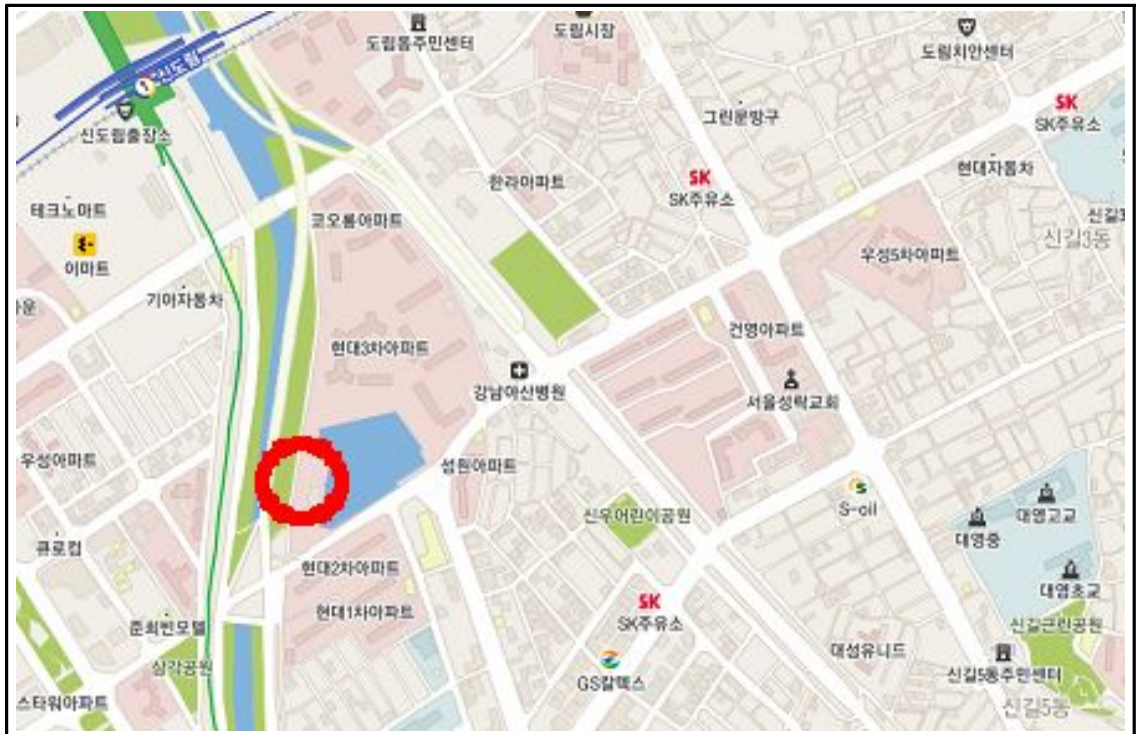 도림동주민센터
도림시장
도림치안센터
신도림
1
신도림출장소
그린문방구
SK
SK주유소
SK
SK주유소
한라아파트
현대자동차
테크노마트
이마트
코오롱아파트
신길3동
우성5차아파트
기아자동차
건영아파트
현대3차아파트
강남아산병원
서울성락교회
우성아파트
섬원아파트
S-oil
신우어린이공원
대영고교
대영중
큐로컴
현대2차아파트
대영초교
현대1차아파트
SK
SK주유소
신길근린공원
준희빈모텔
삼각공원
대성유니드
GS칼텍스
신길5동주민센터
스타워아파트
신길5동